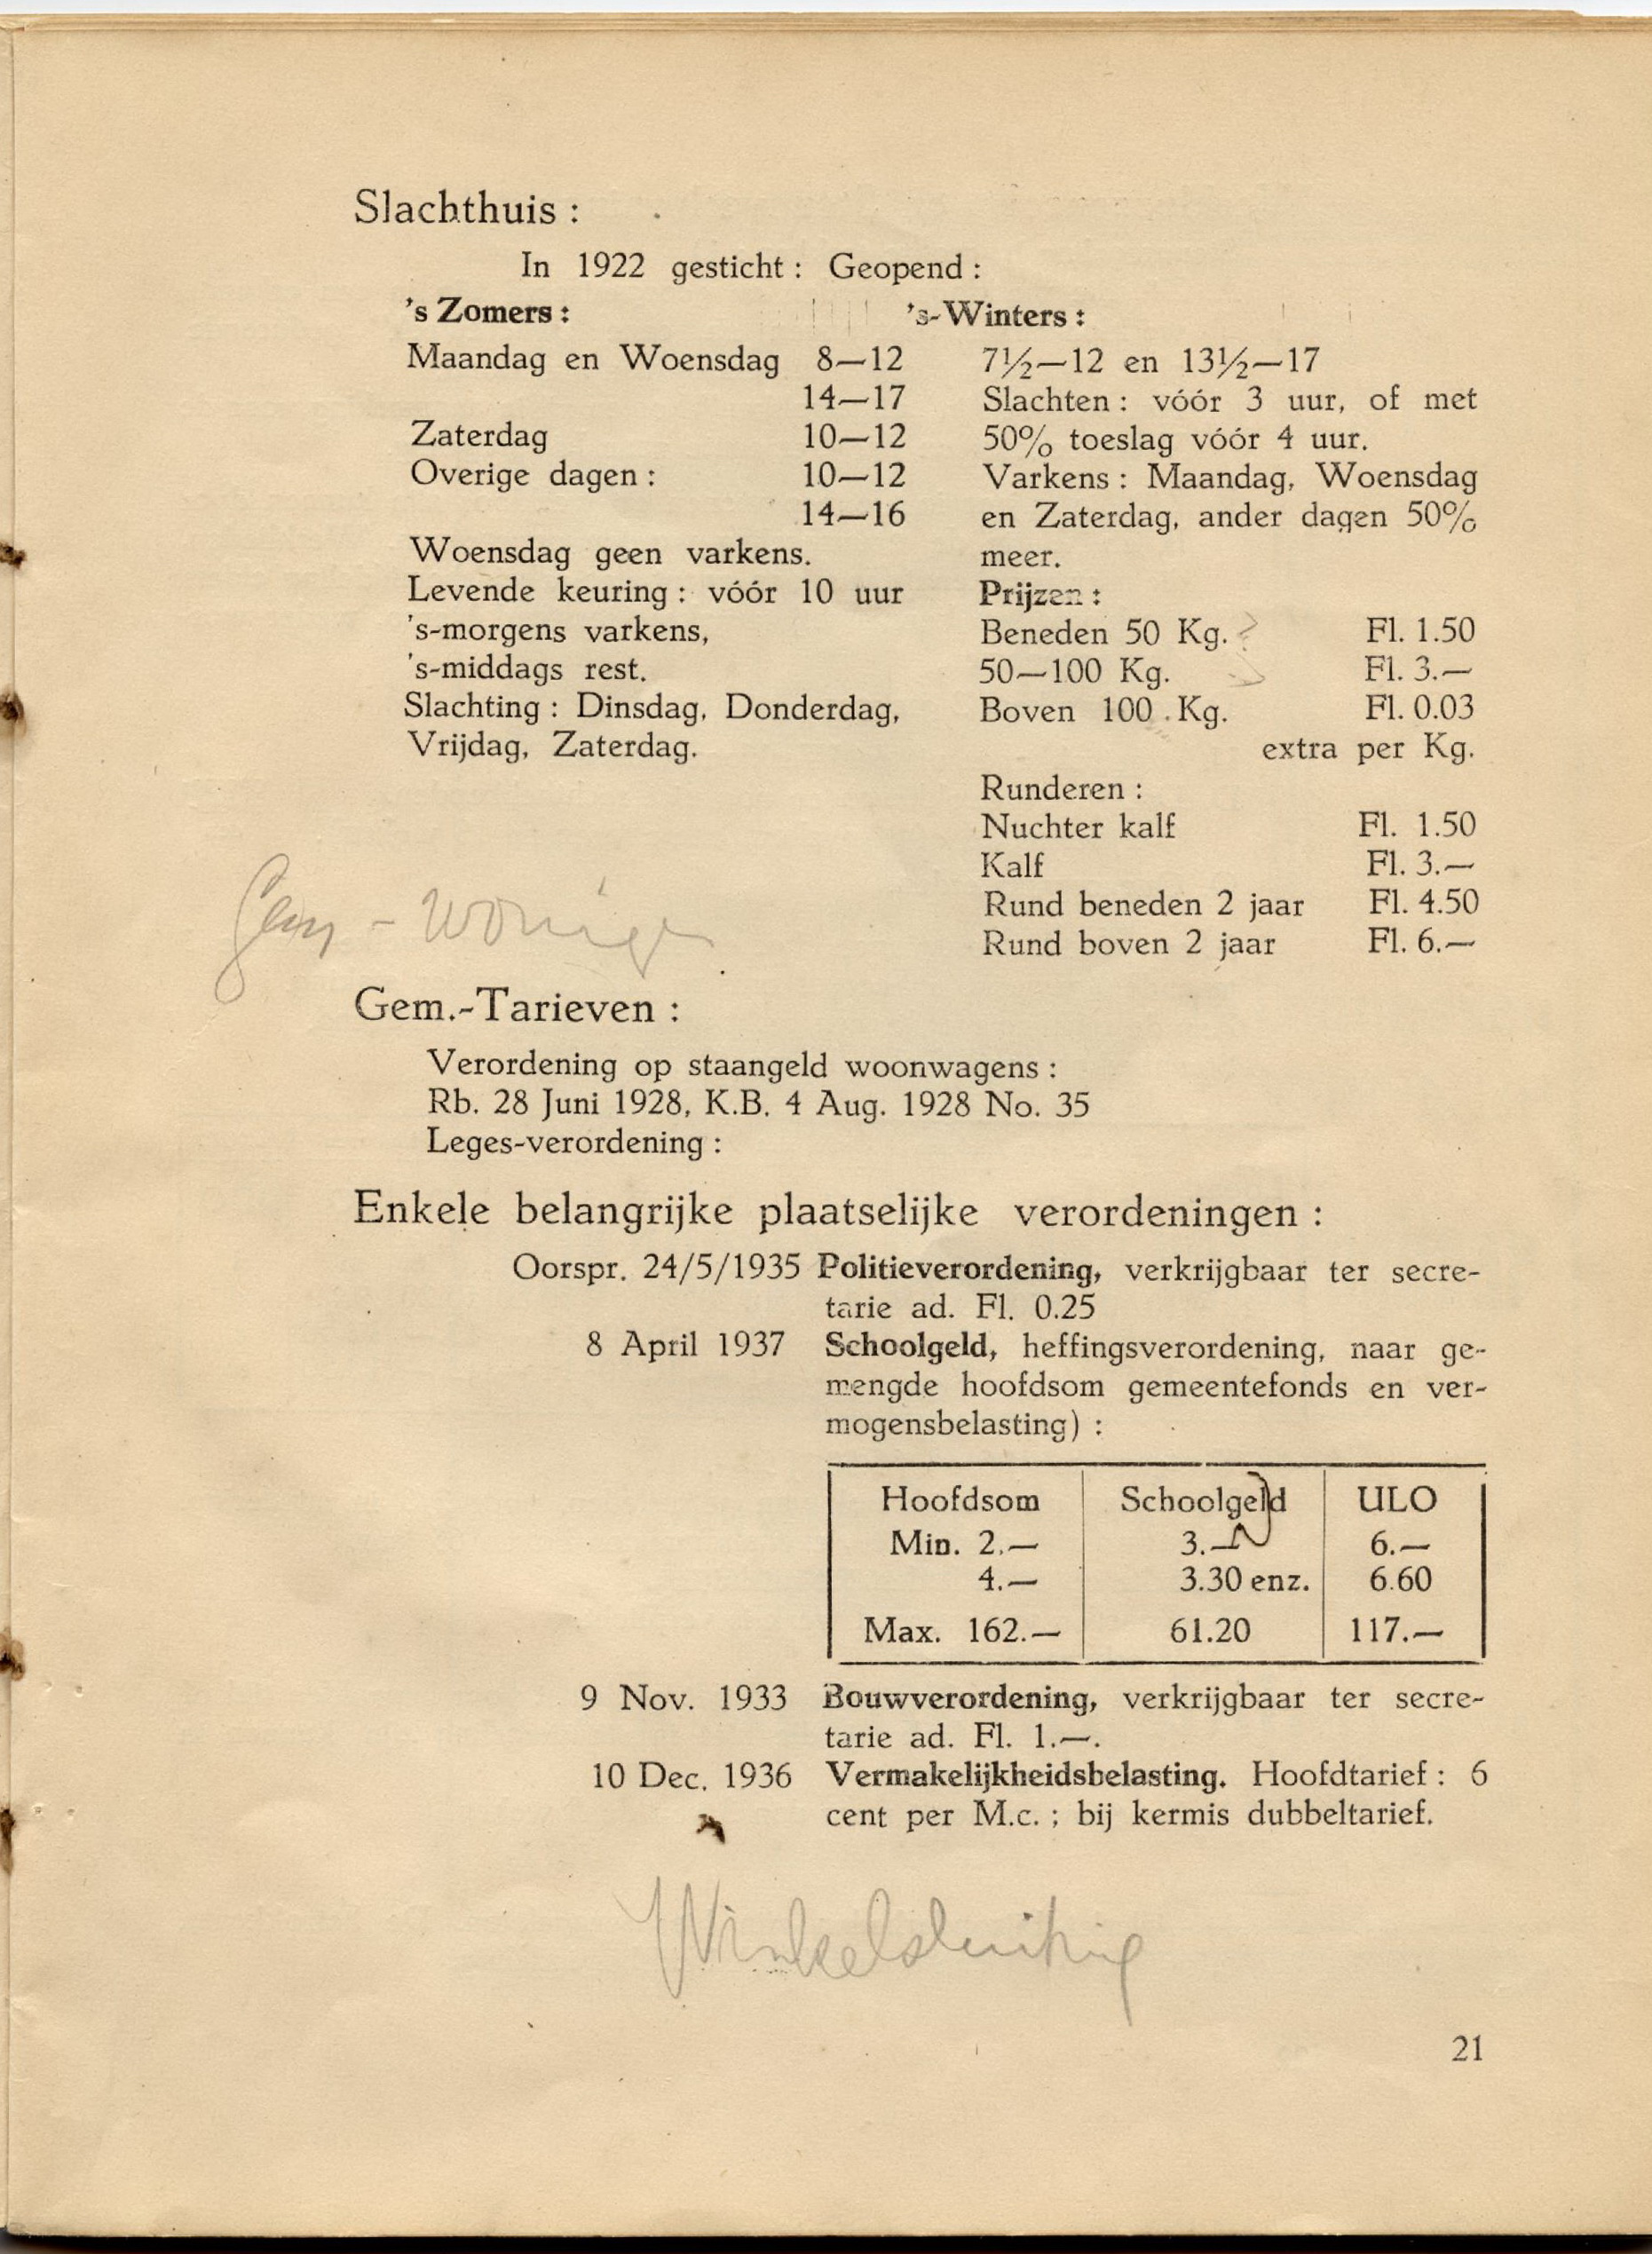 Slachthuis :
In 1922 gesticht : Geopend :
's Zomers :
Maandag en Woensdag 8—12
14—17
Zaterdag 10—12
Overige dagen : 10—12
14—16
Woensdag geen varkens.
Levende keuring : vóór 10 uur
's-morgens varkens,
's-middags rest.
Slachting : Dinsdag, Donderdag,
Vrijdag, Zaterdag.
's-Winters :
7½—12 en 13½—17
Slachten : vóór 3 uur, of met
50% toeslag vóór 4 uur.
Varkens : Maandag, Woensdag
en Zaterdag, ander dagen 50%
meer.
Prijzen :
Beneden 50 Kg. Fl. 1.50
50—100 Kg. Fl. 3.—
Boven 100 Kg. Fl. 0.03
extra per Kg.
Runderen :
Nuchter kalf Fl. 1.50
Kalf Fl. 3.—
Rund beneden 2 jaar Fl. 4.50
Rund boven 2 jaar Fl. 6.—
Gem.-Tarieven :
Verordening op staangeld woonwagens :
Rb. 28 Juni 1928, K.B. 4 Aug. 1928 No. 35
Leges-verordening :
Enkele belangrijke plaatselijke verordeningen :
Oorspr. 24/5/1935 Politieverordening, verkrijgbaar ter secre-
tarie ad. Fl. 0.25
8 April 1937 Schoolgeld, heffingsverordening, naar ge-
mengde hoofdsom gemeentefonds en ver-
mogensbelasting) :
Hoofdsom Schoolgeld ULO
Min. 2.— 3.— 6.—
4.— 3.30 enz. 6.60
Max. 162.— 61.20 117.—
9 Nov. 1933 Bouwverordening, verkrijgbaar ter secre-
tarie ad. Fl. 1.—.
10 Dec. 1936 Vermakelijkheidsbelasting. Hoofdtarief : 6
cent per M.c. ; bij kermis dubbeltarief.
Winkelsluiting
21